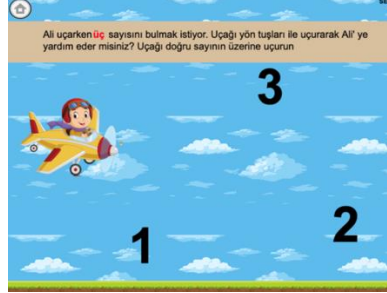 Ali uçarken üç sayısını bulmak istiyor. Uçağı yön tuşları ile uçurarak Ali' ye
yardım eder misiniz? Uçağı doğru sayının üzerine uçurun
3
2
1